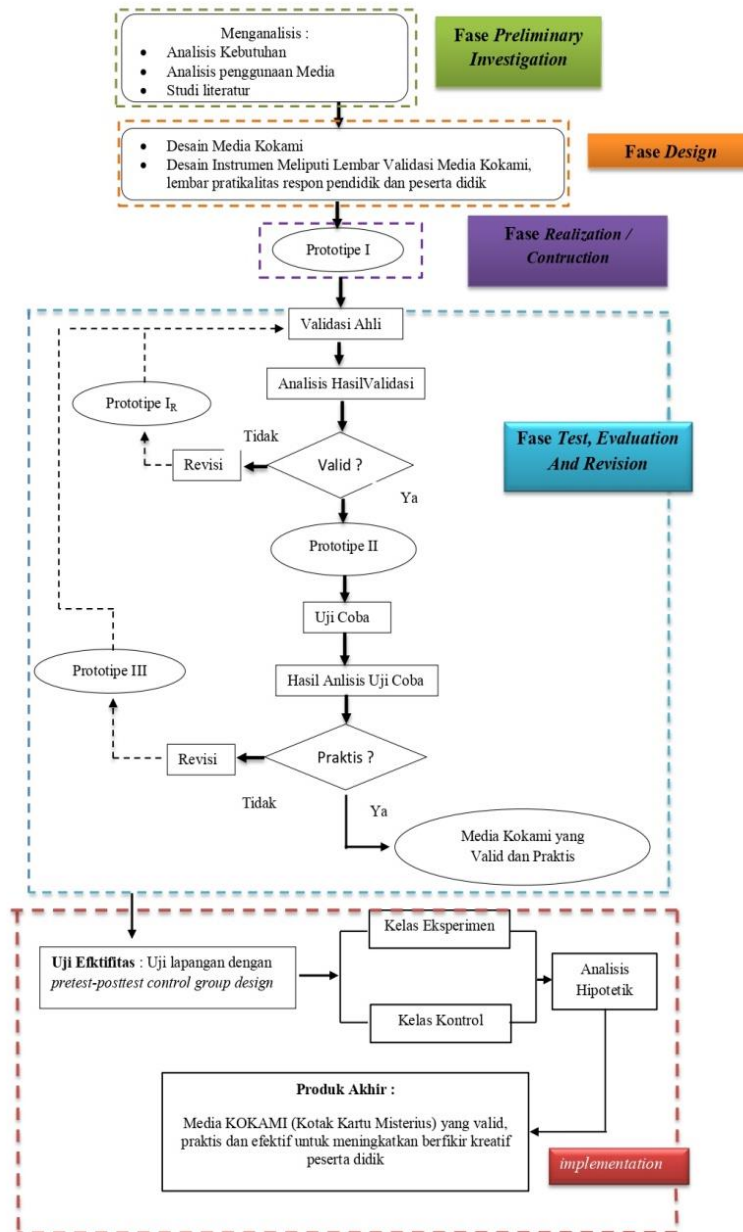 Menganalisis :
• Analisis Kebutuhan
• Analisis penggunaan Media
• Studi literatur
Fase Preliminary
Investigation
• Desain Media Kokami
• Desain Instrumen Meliputi Lembar Validasi Media Kokami,
lembar pratikalitas respon pendidik dan peserta didik
Fase Design
Prototipe I
Fase Realization /
Contruction
Validasi Ahli
Analisis HasilValidasi
Prototipe IR
Tidak
Revisi
Valid ?
Ya
Fase Test, Evaluation
And Revision
Prototipe II
Uji Coba
Prototipe III
Hasil Anlisis Uji Coba
Revisi
Praktis ?
Tidak
Ya
Media Kokami yang
Valid dan Praktis
Uji Efktifitas : Uji lapangan dengan
pretest-posttest control group design
Kelas Eksperimen
Kelas Kontrol
Analisis
Hipotetik
Produk Akhir :
Media KOKAMI (Kotak Kartu Misterius) yang valid,
praktis dan efektif untuk meningkatkan berfikir kreatif
peserta didik
implementation